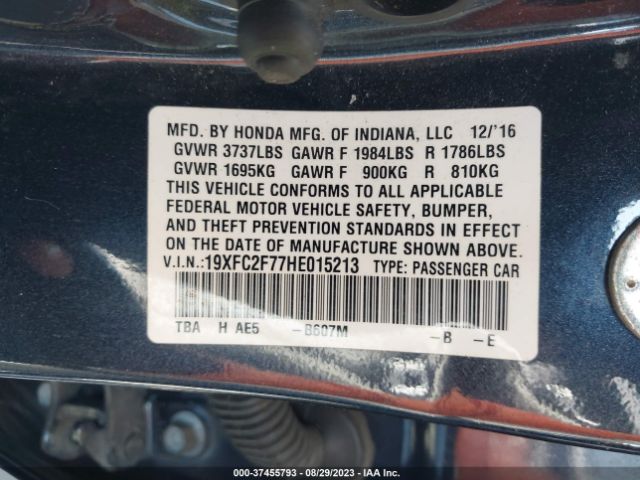 MFD. BY HONDA MFG. OF INDIANA, LLC 12/'16
GVWR 3737LBS GAWR F 1984LBS R 1786LBS
GVWR 1695KG GAWR F 900KG R 810KG
THIS VEHICLE CONFORMS TO ALL APPLICABLE
FEDERAL MOTOR VEHICLE SAFETY, BUMPER,
AND THEFT PREVENTION STANDARDS IN EFFECT
ON THE DATE OF MANUFACTURE SHOWN ABOVE.
V.I.N.:19XFC2F77HE015213 TYPE: PASSENGER CAR
TBA H AE5 -B607M -B -E
000-37455793 - 08/29/2023 - IAA Inc.